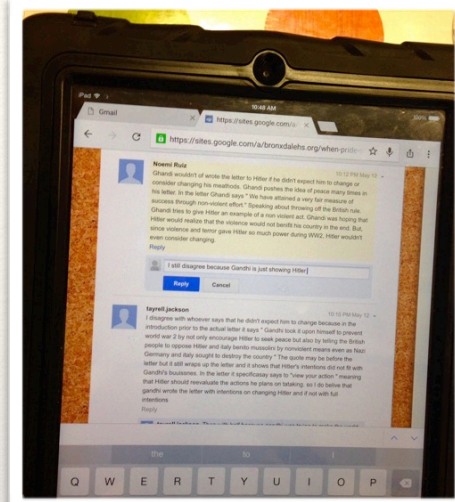 iPad
10:48 AM
100%
Gmail
https://sites.google.com/a/
https://sites.google.com/a/bronxdalehs.org/when-pride-
Noemi Ruiz
10:12 PM May 12
Ghandi wouldn't of wrote the letter to Hitler if he didn't expect him to change or
consider changing his meathods. Ghandi pushes the idea of peace many times in
his letter. In the letter Ghandi says " We have attained a very fair measure of
success through non-violent effort." Speaking about throwing off the British rule.
Ghandi tries to give Hitler an example of a non violent act. Ghandi was hoping that
Hitler would realize that the violence would not benifit his country in the end. But,
since violence and terror gave Hitler so much power during WW2, Hitler wouldn't
even consider changing.
Reply
I still disagree because Gandhi is just showing Hitler
Reply
Cancel
tayrell.jackson
10:10 PM May 12
I disagree with whoever says that he didn't expect him to change because in the
introduction prior to the actual letter it says " Gandhi took it upon himself to prevent
world war 2 by not only encourage Hitler to seek peace but also by telling the British
people to oppose Hitler and italy benito mussolini by nonviolent means even as Nazi
Germany and italy sought to destroy the country " The quote may be before the
letter but it still wraps up the letter and it shows that Hitler's intentions did not fit with
Gandhi's
In the letter it
says to "view your action " meaning
that Hitler should reevaluate the actions he plans on
so I do
that
gandhi wrote the letter with intentions on changing Hitler and if not with full
intentions
Reply
tayrell.jackson
the
to
I
Q W E R T Y U I O P